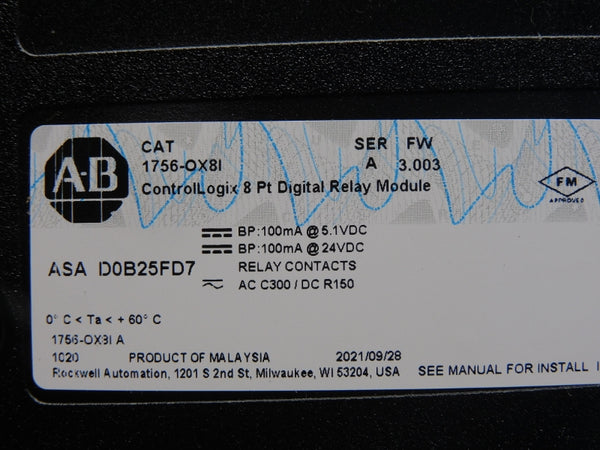 CAT SER FW
1756-OX8I A 3.003
ControlLogix 8 Pt Digital Relay Module
A-B
FM
APPROVED
BP:100mA @ 5.1VDC
BP:100mA @ 24VDC
ASA D0B25FD7 RELAY CONTACTS
AC C300 / DC R150
0° C < Ta < + 60° C
1756-OX8I A
1020 PRODUCT OF MALAYSIA 2021/09/28
Rockwell Automation, 1201 S 2nd St, Milwaukee, WI 53204, USA SEE MANUAL FOR INSTALL I